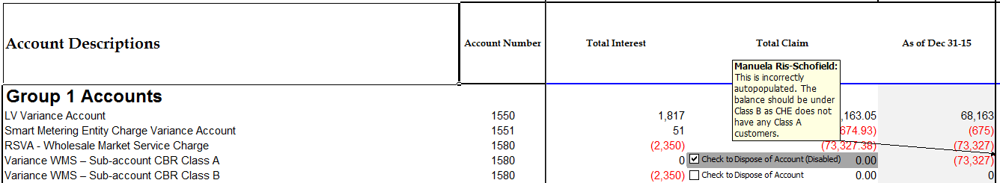 Account Descriptions Account Number Total Interest Total Claim As of Dec 31-15
Manuela Ris-Schofield:
This is incorrectly
autopopulated. The
balance should be under
Class B as CHE does not
have any Class A
customers.
Group 1 Accounts
LV Variance Account 1550 1,817 ,163.05 68,163
Smart Metering Entity Charge Variance Account 1551 51 674.93) (675)
RSVA - Wholesale Market Service Charge 1580 (2,350) (73,327.38) (73,327)
Variance WMS – Sub-account CBR Class A 1580 0 Check to Dispose of Account (Disabled) 0.00 (73,327)
Variance WMS – Sub-account CBR Class B 1580 (2,350) Check to Dispose of Account 0.00 0